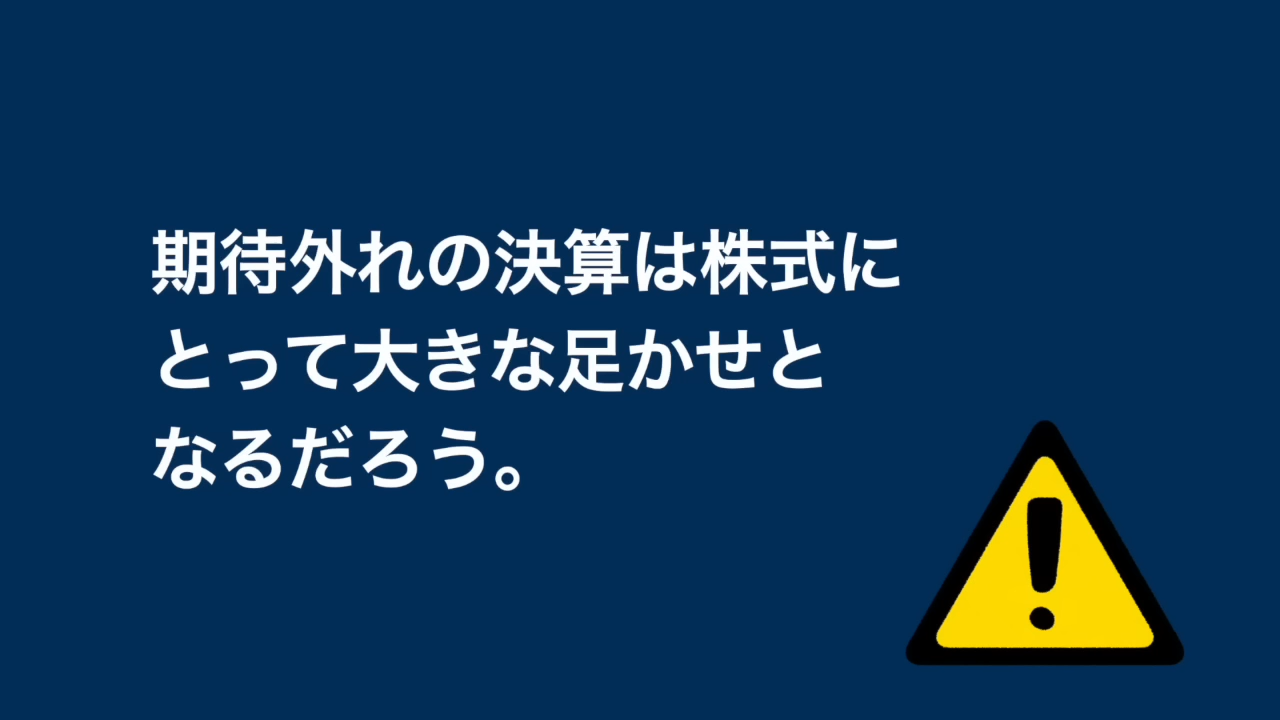 期待外れの決算は株式に
とって大きな足かせと
なるだろう。